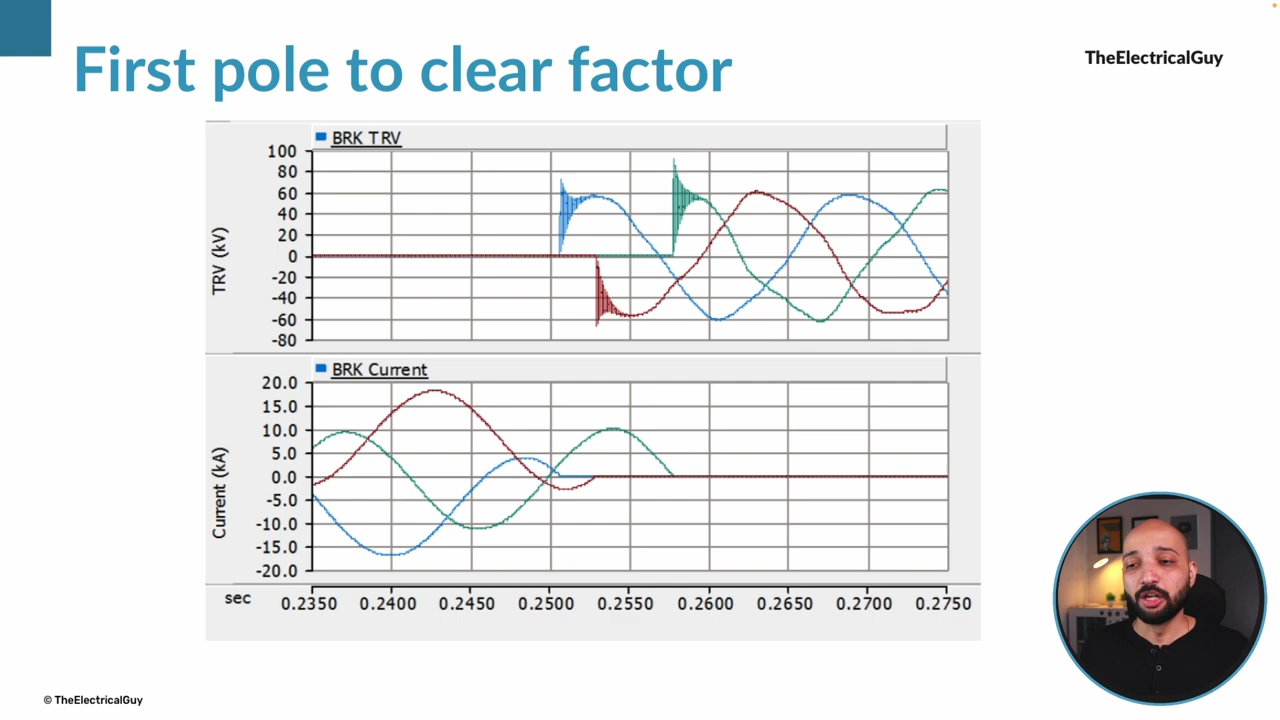 First pole to clear factor
TheElectricalGuy
BRK TRV
TRV (kV)
100
80
60
40
20
0
-20
-40
-60
-80
BRK Current
Current (kA)
20.0
15.0
10.0
5.0
0.0
-5.0
-10.0
-15.0
-20.0
sec 0.2350 0.2400 0.2450 0.2500 0.2550 0.2600 0.2650 0.2700 0.2750
© TheElectricalGuy